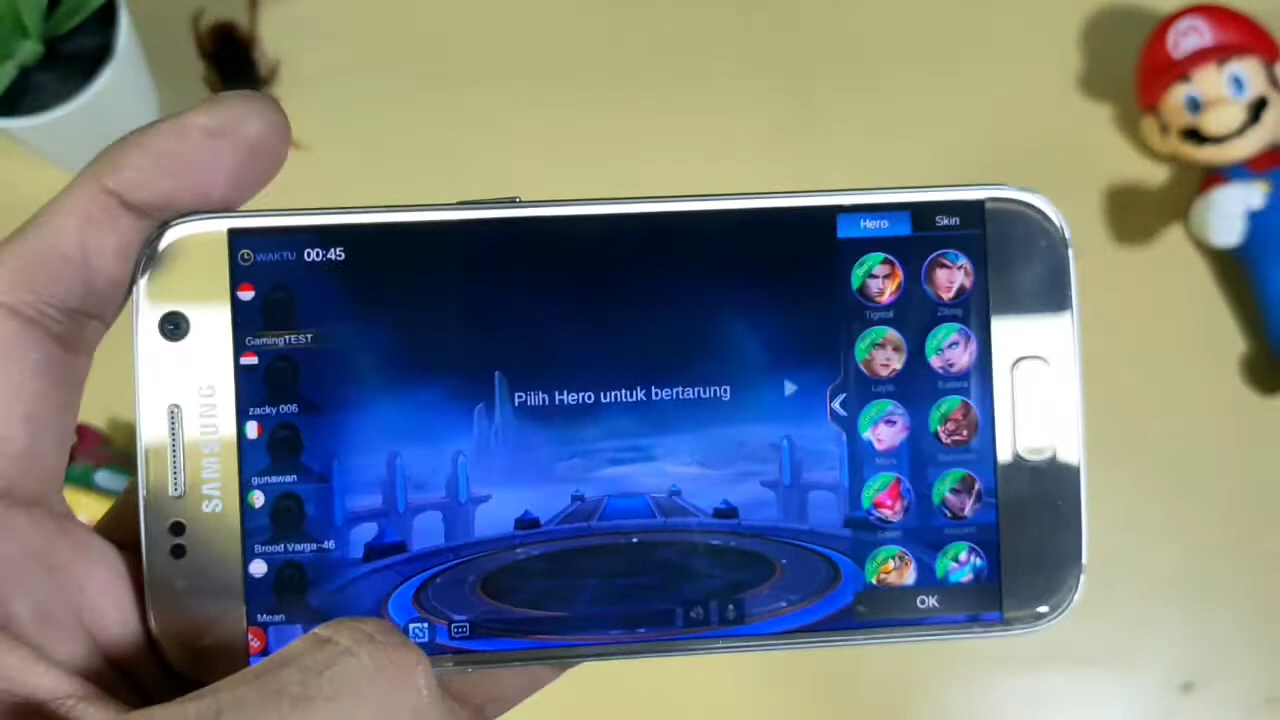 WAKTU 00:45
GamingTEST
zacky 006
gunawan
Brood Varga-46
Mean
Pilih Hero untuk bertarung
Hero Skin
Tigreal Zilong
Layla Eudora
OK
SAMSUNG
M